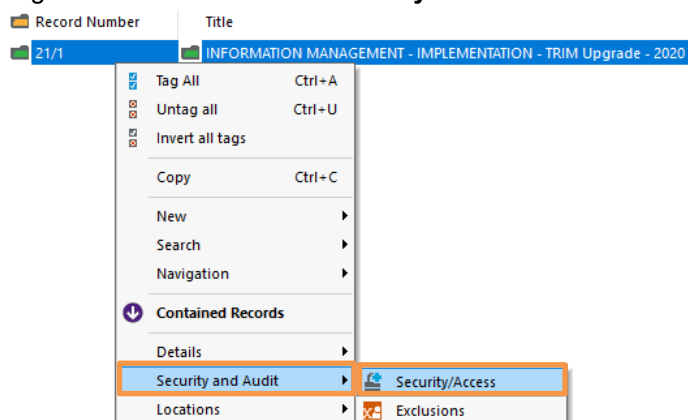 Record Number Title
21/1 INFORMATION MANAGEMENT - IMPLEMENTATION - TRIM Upgrade - 2020
Tag All Ctrl+A
Untag all Ctrl+U
Invert all tags
Copy Ctrl+C
New
Search
Navigation
Contained Records
Details
Security and Audit Security/Access
Locations Exclusions